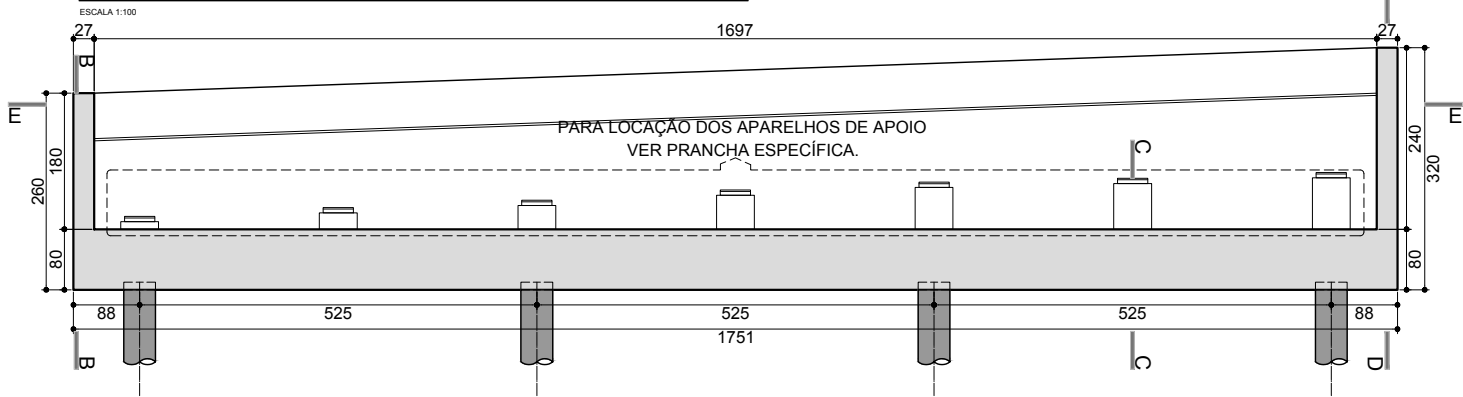 ESCALA 1:100
27
1697
27
B
E
E
PARA LOCAÇÃO DOS APARELHOS DE APOIO
VER PRANCHA ESPECÍFICA.
C
180
260
240
320
80
80
88
525
525
525
88
1751
B
C
D